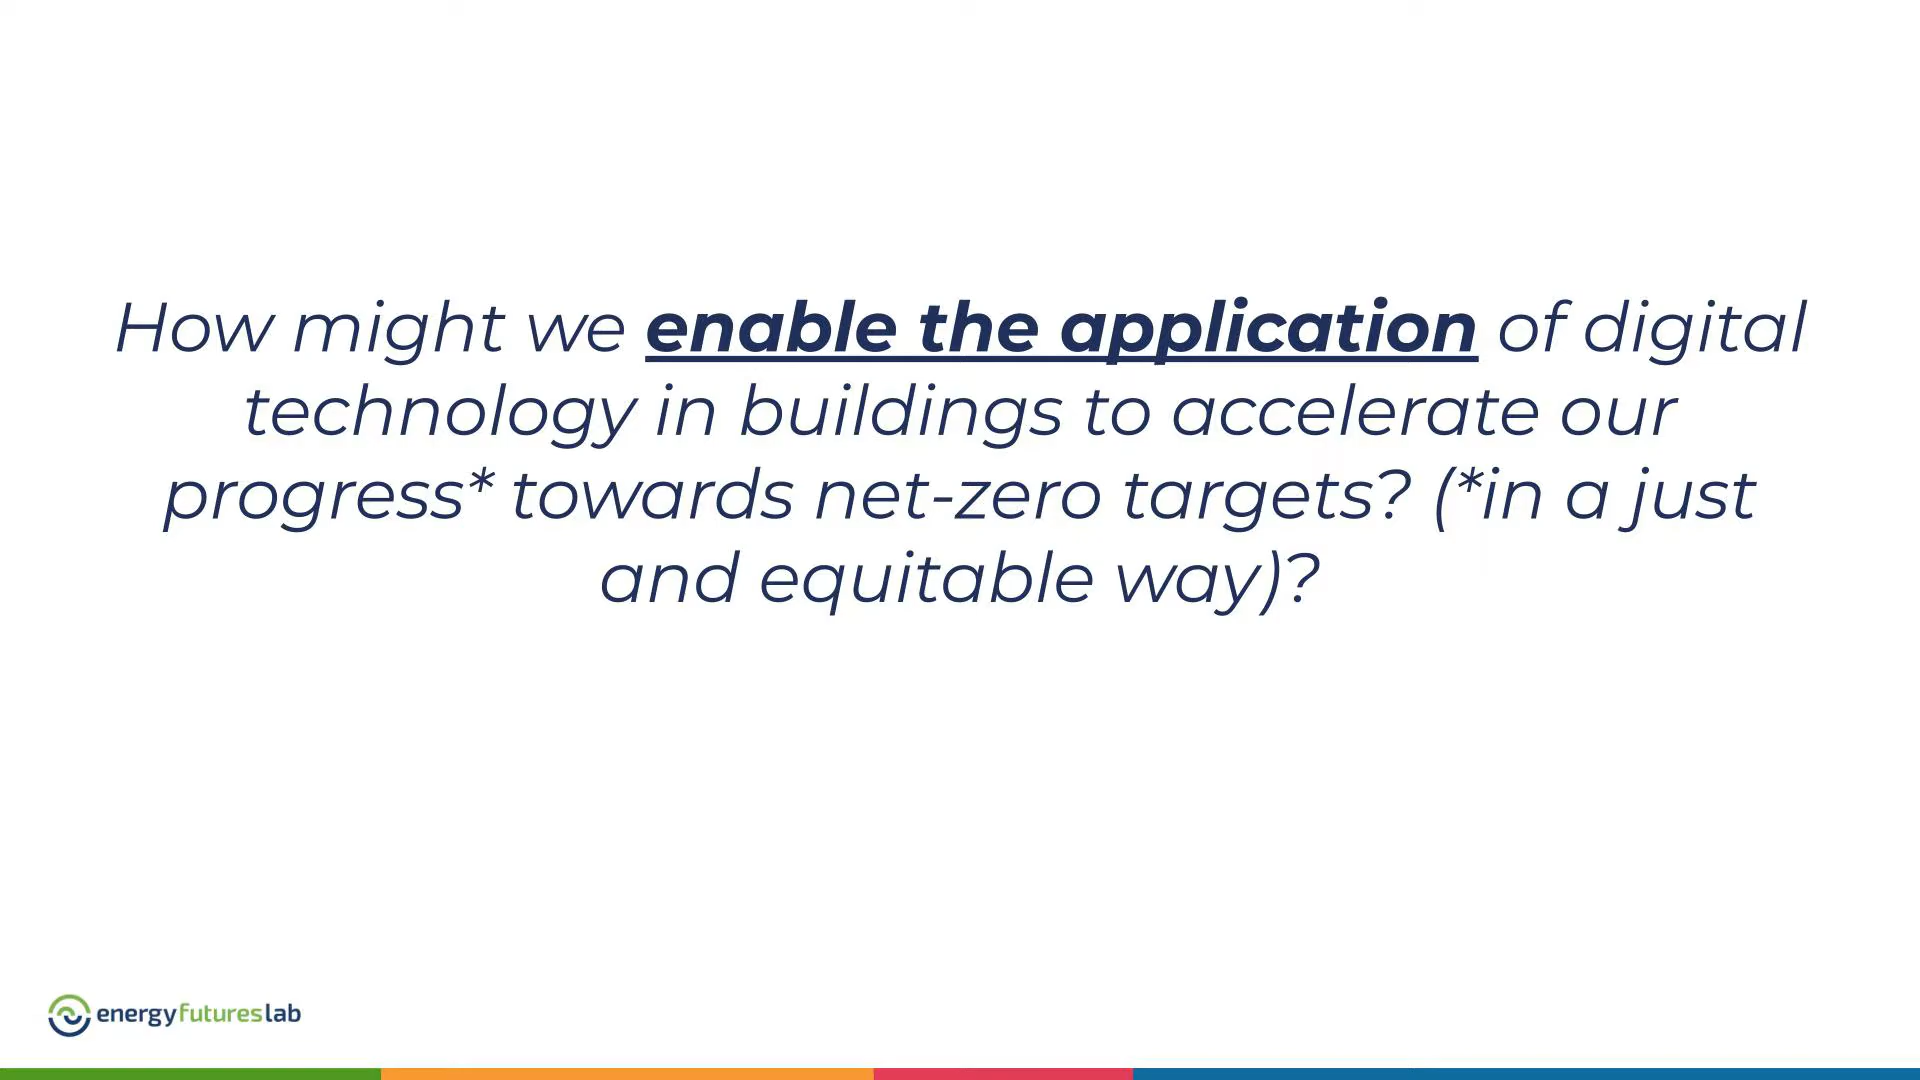 How might we enable the application of digital
technology in buildings to accelerate our
progress* towards net-zero targets? (*in a just
and equitable way)?
energyfutureslab